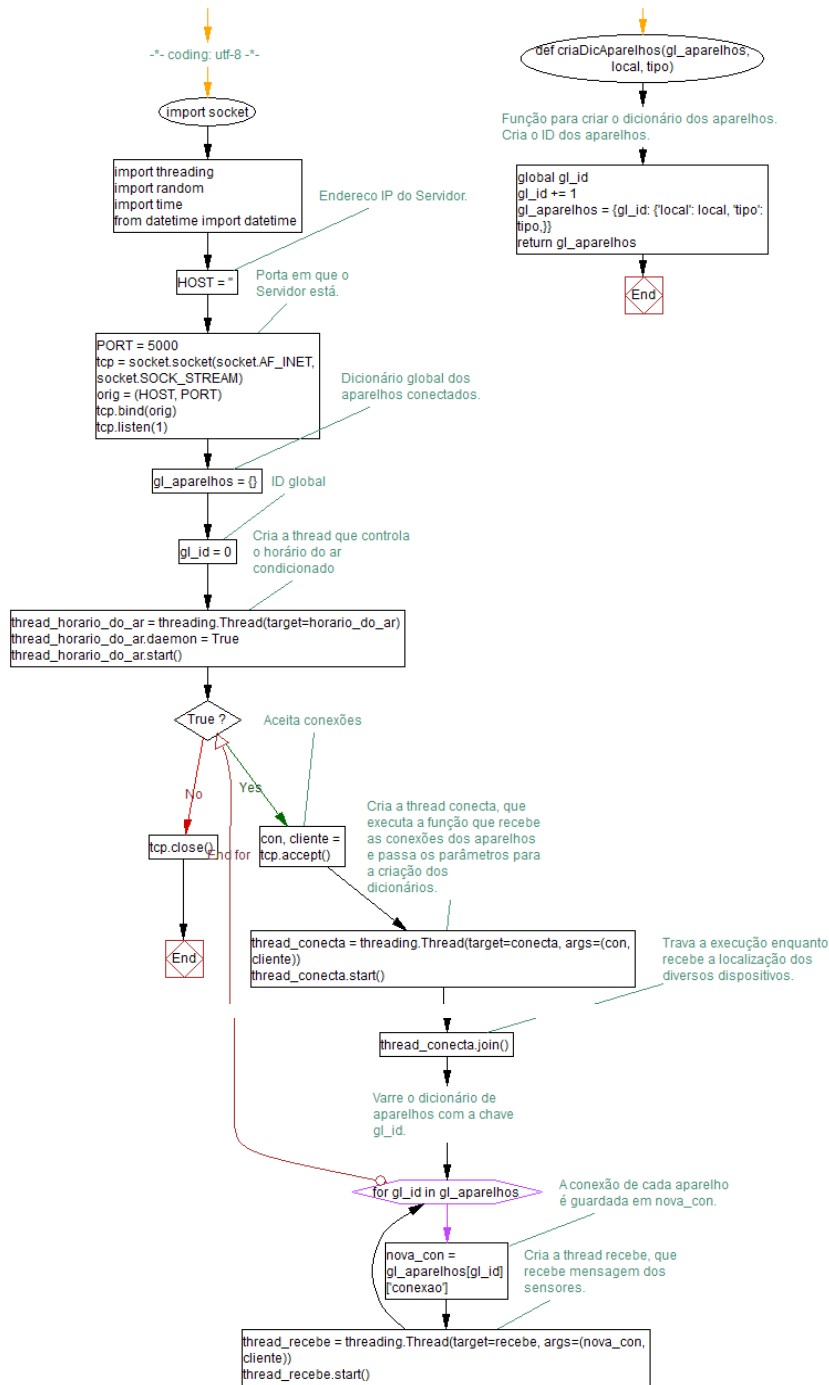 -*- coding: utf-8 -*-
import socket
import threading
import random
import time
from datetime import datetime
Endereco IP do Servidor.
HOST = ''
Porta em que o
Servidor está.
PORT = 5000
tcp = socket.socket(socket.AF_INET,
socket.SOCK_STREAM)
orig = (HOST, PORT)
tcp.bind(orig)
tcp.listen(1)
Dicionário global dos
aparelhos conectados.
gl_aparelhos = {}
ID global
gl_id = 0
Cria a thread que controla
o horário do ar
condicionado
thread_horario_do_ar = threading.Thread(target=horario_do_ar)
thread_horario_do_ar.daemon = True
thread_horario_do_ar.start()
True ?
Aceita conexões
No
Yes
tcp.close()
End for
End
con, cliente =
tcp.accept()
Cria a thread conecta, que
executa a função que recebe
as conexões dos aparelhos
e passa os parâmetros para
a criação dos
dicionários.
thread_conecta = threading.Thread(target=conecta, args=(con,
cliente))
thread_conecta.start()
Trava a execução enquanto
recebe a localização dos
diversos dispositivos.
thread_conecta.join()
Varre o dicionário de
aparelhos com a chave
gl_id.
for gl_id in gl_aparelhos
A conexão de cada aparelho
é guardada em nova_con.
nova_con =
gl_aparelhos[gl_id]
['conexao']
Cria a thread recebe, que
recebe mensagem dos
sensores.
thread_recebe = threading.Thread(target=recebe, args=(nova_con,
cliente))
thread_recebe.start()
def criaDicAparelhos(gl_aparelhos,
local, tipo)
Função para criar o dicionário dos aparelhos.
Cria o ID dos aparelhos.
global gl_id
gl_id += 1
gl_aparelhos = {gl_id: {'local': local, 'tipo':
tipo,}}
return gl_aparelhos
End